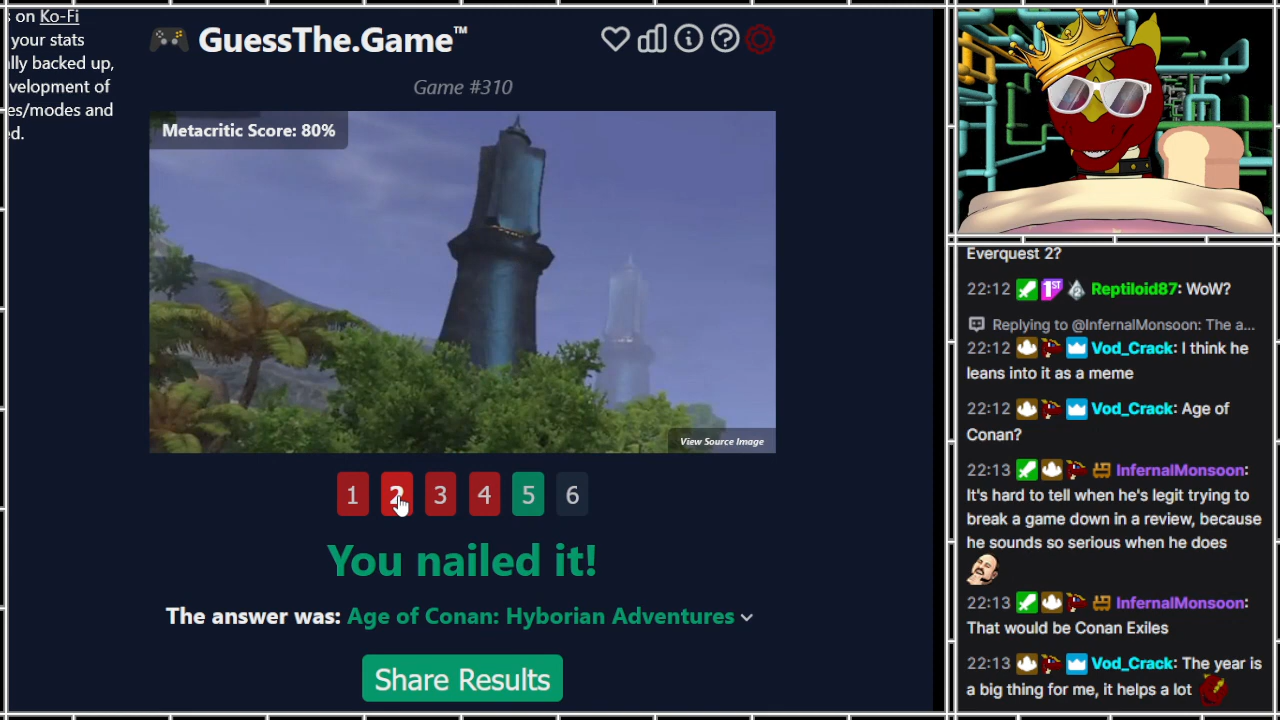 s on Ko-Fi
your stats
lly backed up,
velopment of
es/modes and
ed.
GuessThe.Game™
Game #310
Metacritic Score: 80%
View Source Image
1 2 3 4 5 6
You nailed it!
The answer was: Age of Conan: Hyborian Adventures
Share Results
Everquest 2?
22:12 1ST 2 Reptiloid87: WoW?
Replying to @InfernalMonsoon: The a...
22:12 Vod_Crack: I think he
leans into it as a meme
22:12 Vod_Crack: Age of
Conan?
22:13 InfernalMonsoon:
It's hard to tell when he's legit trying to
break a game down in a review, because
he sounds so serious when he does
22:13 InfernalMonsoon:
That would be Conan Exiles
22:13 Vod_Crack: The year is
a big thing for me, it helps a lot